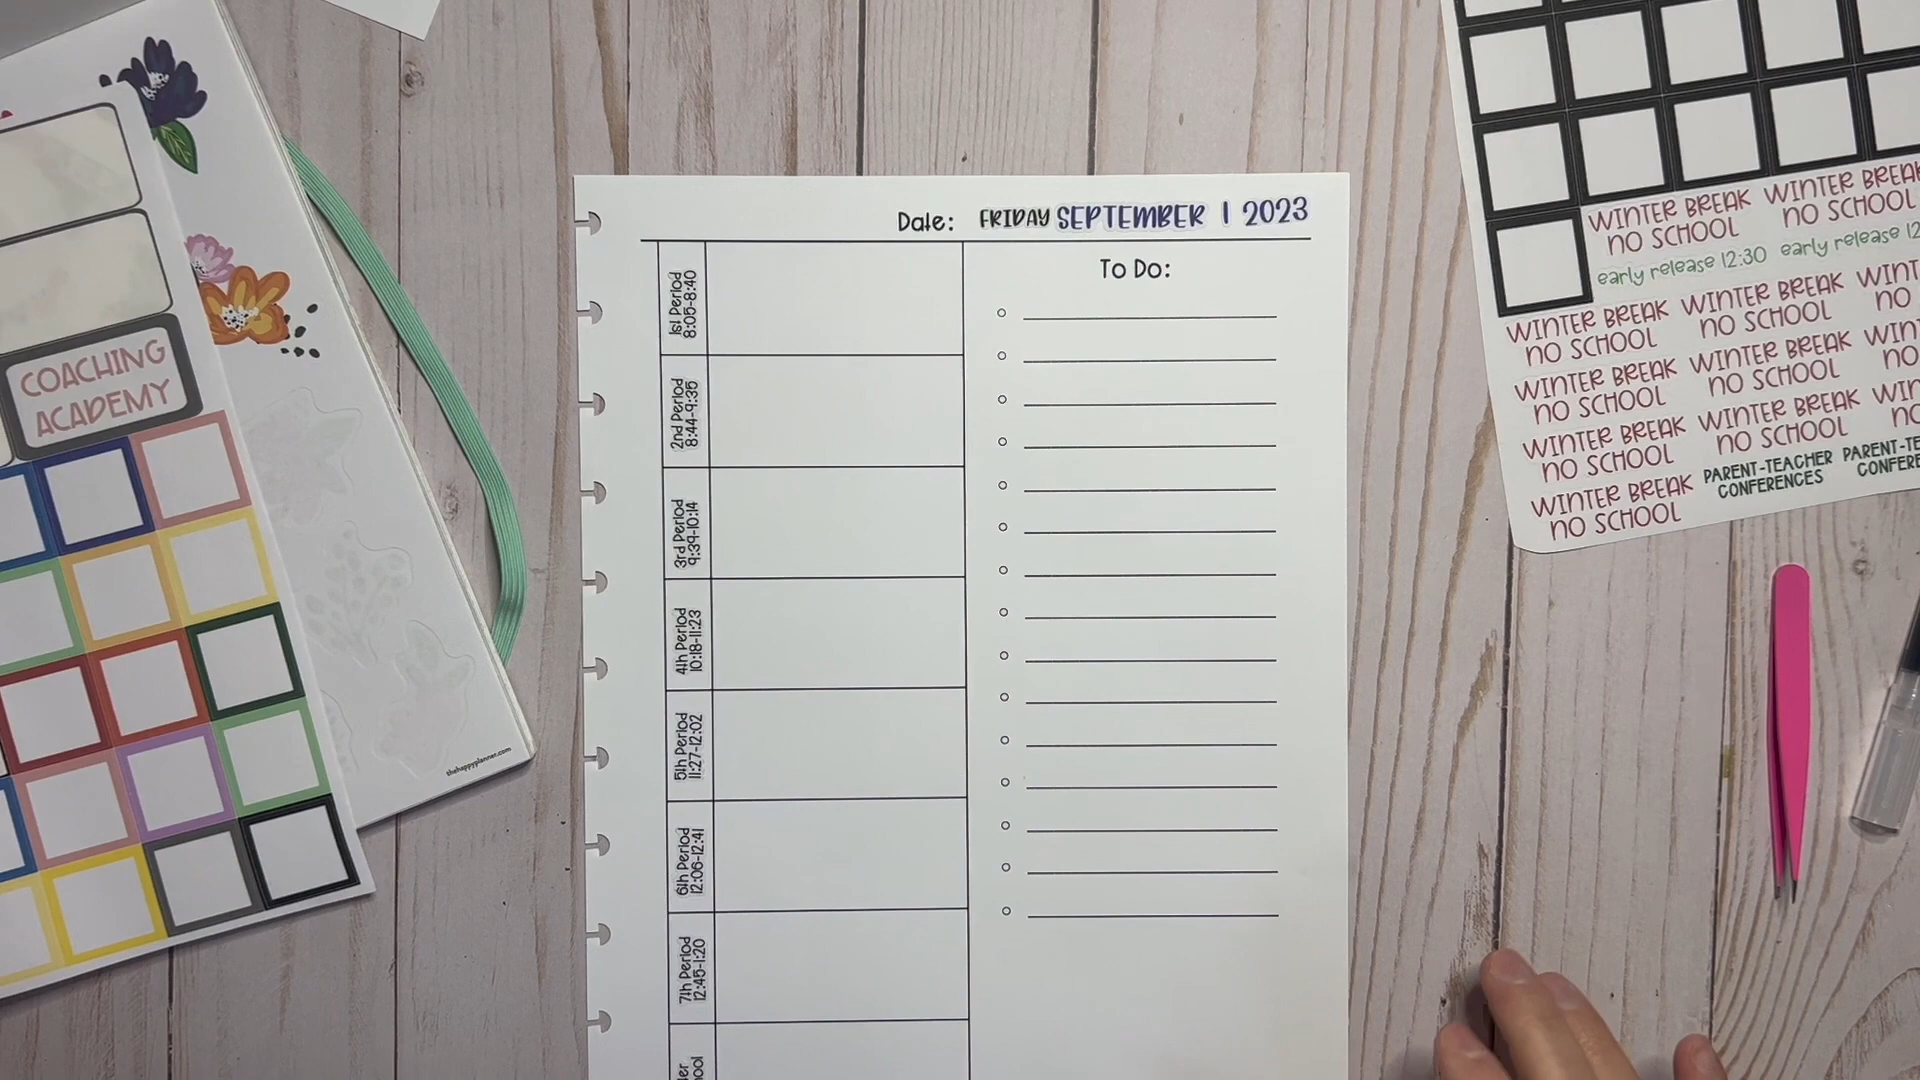 Date: FRIDAY SEPTEMBER 1 2023
To Do:
1st Period
8:05-8:40
2nd Period
8:44-9:35
3rd Period
9:39-10:14
4th Period
10:18-11:23
5th Period
11:27-12:02
6th Period
12:06-12:41
7th Period
12:45-1:20
COACHING
ACADEMY
thehappyplanner.com
WINTER BREAK WINTER BREAK
NO SCHOOL NO SCHOOL
early release 12:30 early release
WINTER BREAK WINTER BREAK
NO SCHOOL NO SCHOOL NO
WINTER BREAK WINTER BREAK
NO SCHOOL NO SCHOOL NO
WINTER BREAK WINTER BREAK
NO SCHOOL NO SCHOOL
WINTER BREAK PARENT-TEACHER
NO SCHOOL CONFERENCES